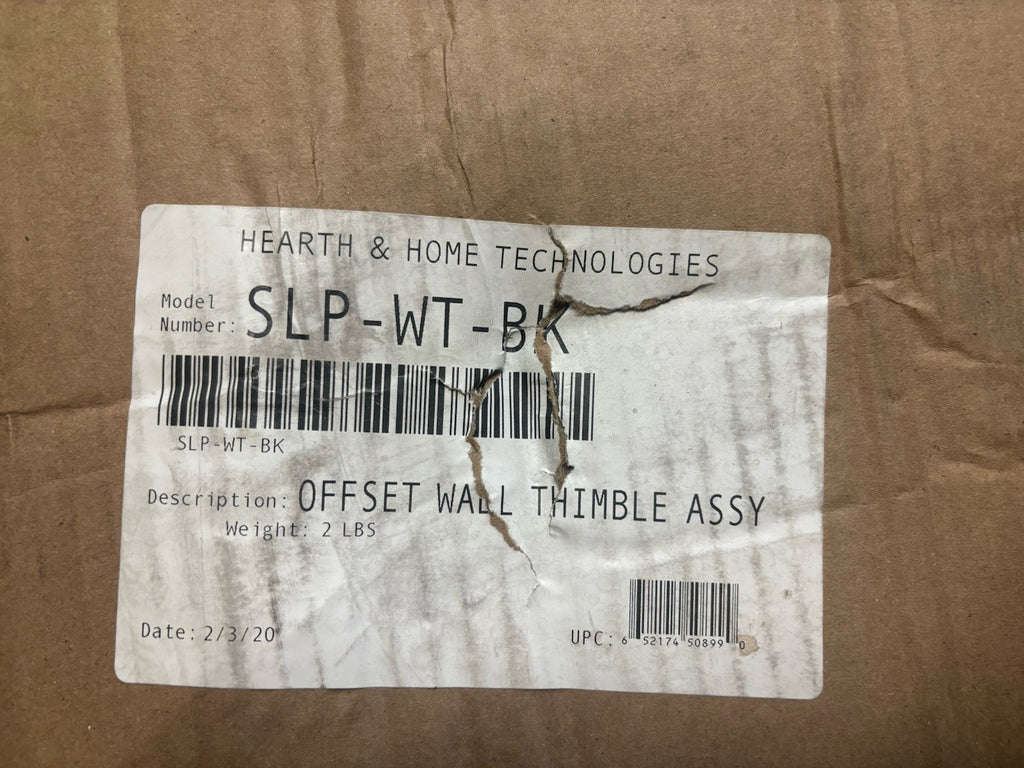 HEARTH & HOME TECHNOLOGIES
Model
Number: SLP-WT-BK
SLP-WT-BK
Description: OFFSET WALL THIMBLE ASSY
Weight: 2 LBS
Date: 2/3/20
UPC: 6 52174 50899 0